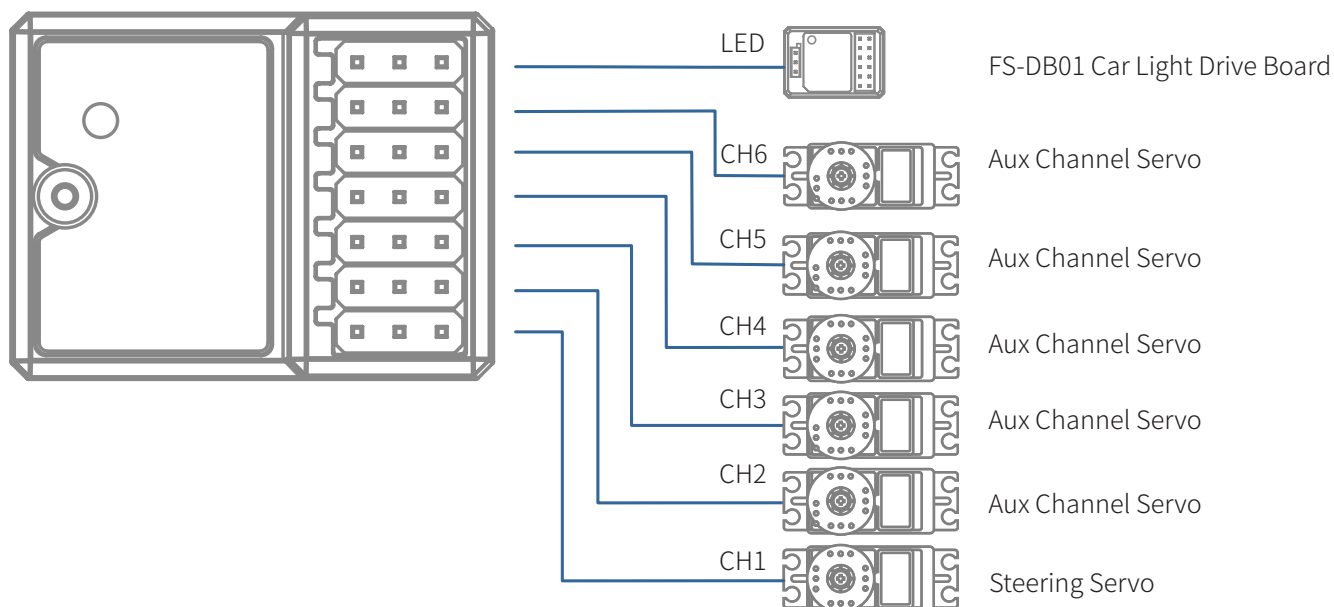 LED FS-DB01 Car Light Drive Board
CH6 Aux Channel Servo
CH5 Aux Channel Servo
CH4 Aux Channel Servo
CH3 Aux Channel Servo
CH2 Aux Channel Servo
CH1 Steering Servo